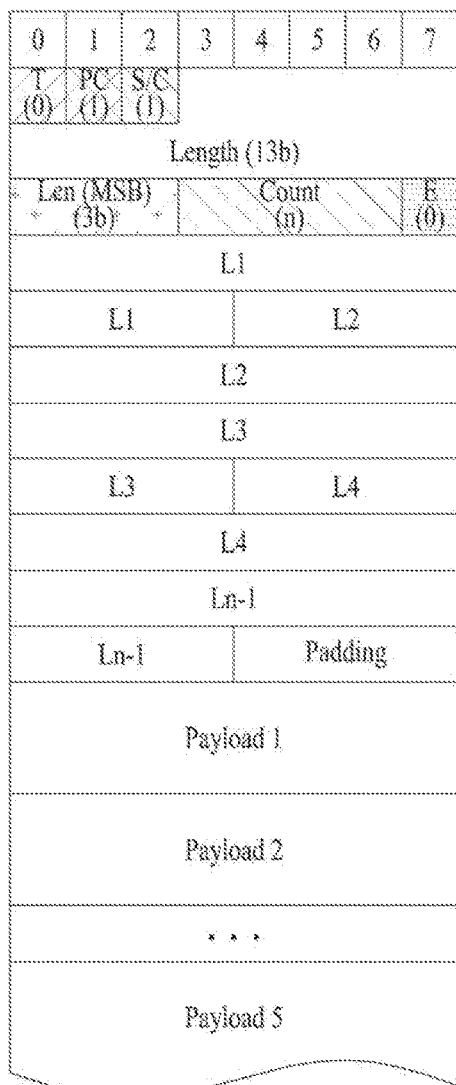 0 1 2 3 4 5 6 7
T PC S/C
(0) (1) (1)
Length (13b)
Len (MSB) Count E
(3b) (n) (0)
L1
L1 L2
L2
L3
L3 L4
L4
Ln-1
Ln-1 Padding
Payload 1
Payload 2
...
Payload 5